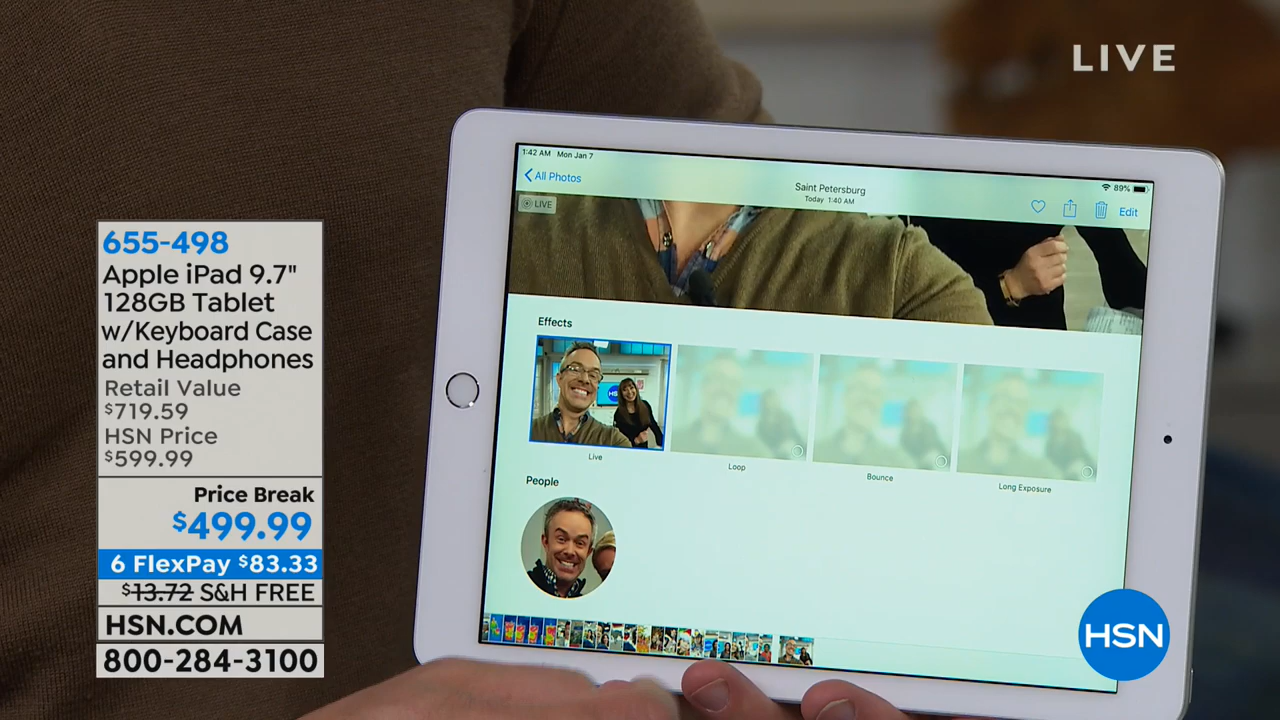 LIVE
655-498
Apple iPad 9.7"
128GB Tablet
w/Keyboard Case
and Headphones
Retail Value
$719.59
HSN Price
$599.99
Price Break
$499.99
6 FlexPay $83.33
$13.72 S&H FREE
HSN.COM
800-284-3100
1:42 AM Mon Jan 7
89%
All Photos
Saint Petersburg
Today 1:40 AM
Edit
LIVE
Effects
HSN
Live
Loop
Bounce
Long Exposure
People
HSN